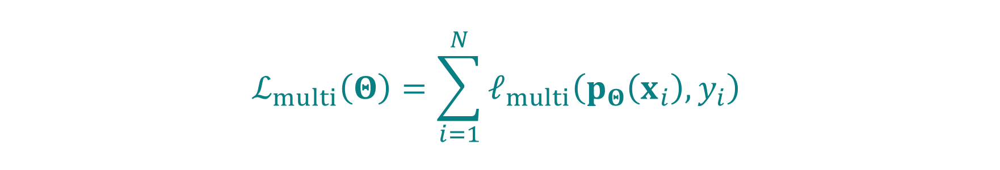 ℒ_multi(𝚯) = ∑_{i=1}^{N} ℓ_multi(𝐩_𝚯(𝐱_i), y_i)